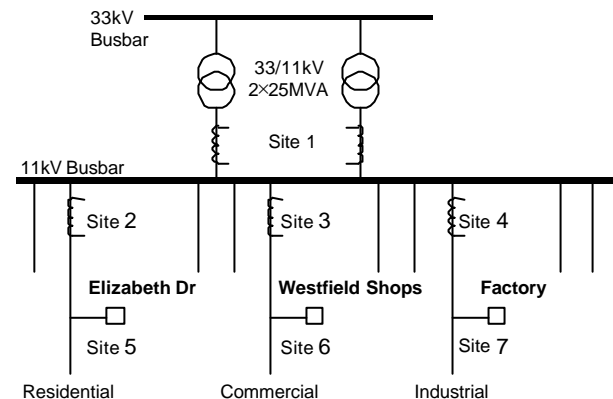 33kV
Busbar
33/11kV
2×25MVA
Site 1
11kV Busbar
Site 2
Site 3
Site 4
Elizabeth Dr
Westfield Shops
Factory
Site 5
Site 6
Site 7
Residential
Commercial
Industrial